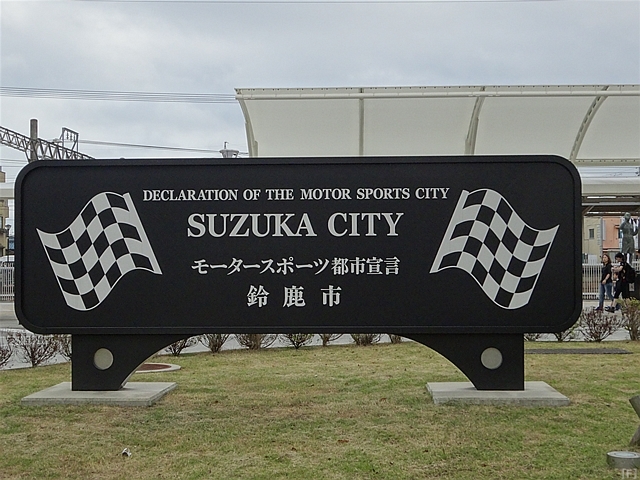 DECLARATION OF THE MOTOR SPORTS CITY
SUZUKA CITY
モータースポーツ都市宣言
鈴鹿市